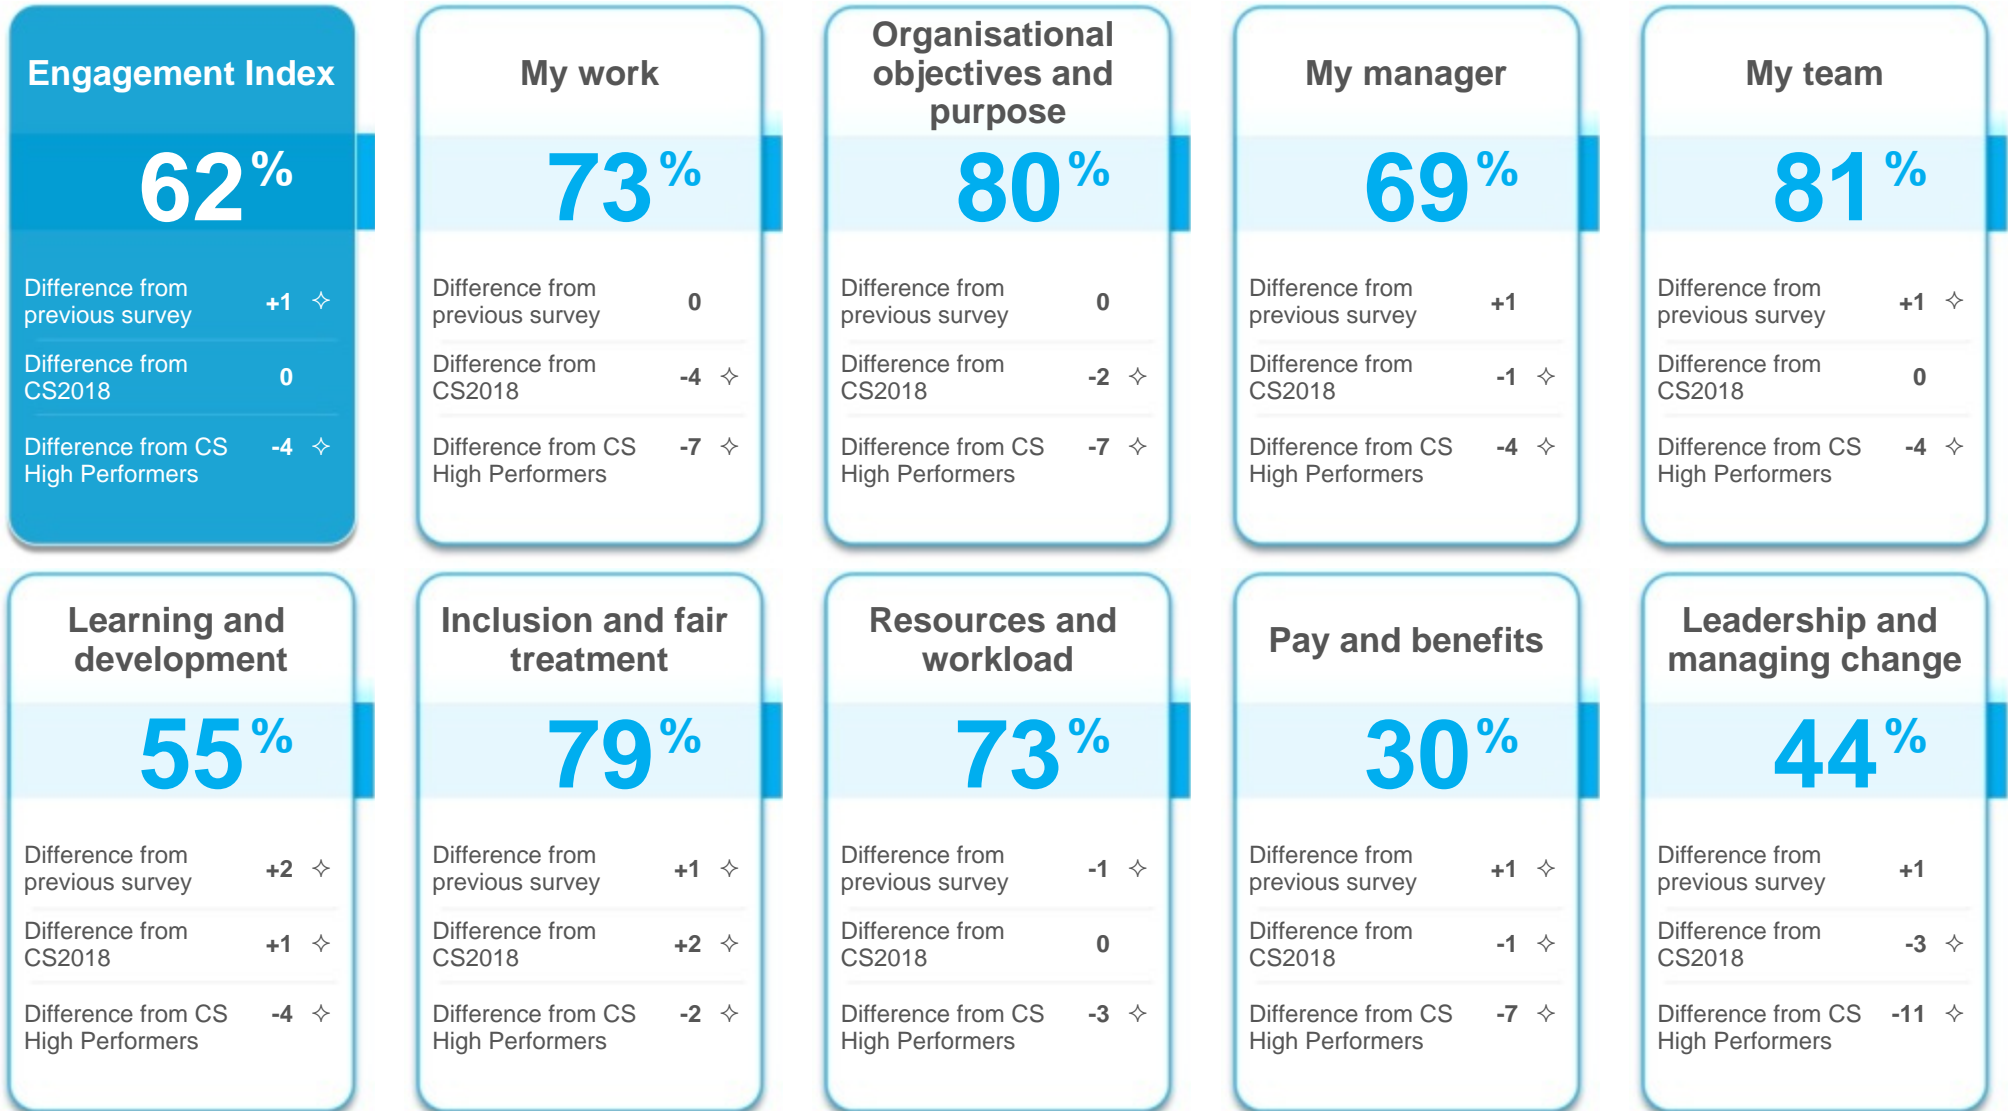 Engagement Index
62%
Difference from
previous survey
+1 ✧
Difference from
CS2018
0
Difference from CS
High Performers
-4 ✧
My work
73%
Difference from
previous survey
0
Difference from
CS2018
-4 ✧
Difference from CS
High Performers
-7 ✧
Organisational
objectives and
purpose
80%
Difference from
previous survey
0
Difference from
CS2018
-2 ✧
Difference from CS
High Performers
-7 ✧
My manager
69%
Difference from
previous survey
+1
Difference from
CS2018
-1 ✧
Difference from CS
High Performers
-4 ✧
My team
81%
Difference from
previous survey
+1 ✧
Difference from
CS2018
0
Difference from CS
High Performers
-4 ✧
Learning and
development
55%
Difference from
previous survey
+2 ✧
Difference from
CS2018
+1 ✧
Difference from CS
High Performers
-4 ✧
Inclusion and fair
treatment
79%
Difference from
previous survey
+1 ✧
Difference from
CS2018
+2 ✧
Difference from CS
High Performers
-2 ✧
Resources and
workload
73%
Difference from
previous survey
-1 ✧
Difference from
CS2018
0
Difference from CS
High Performers
-3 ✧
Pay and benefits
30%
Difference from
previous survey
+1 ✧
Difference from
CS2018
-1 ✧
Difference from CS
High Performers
-7 ✧
Leadership and
managing change
44%
Difference from
previous survey
+1
Difference from
CS2018
-3 ✧
Difference from CS
High Performers
-11 ✧